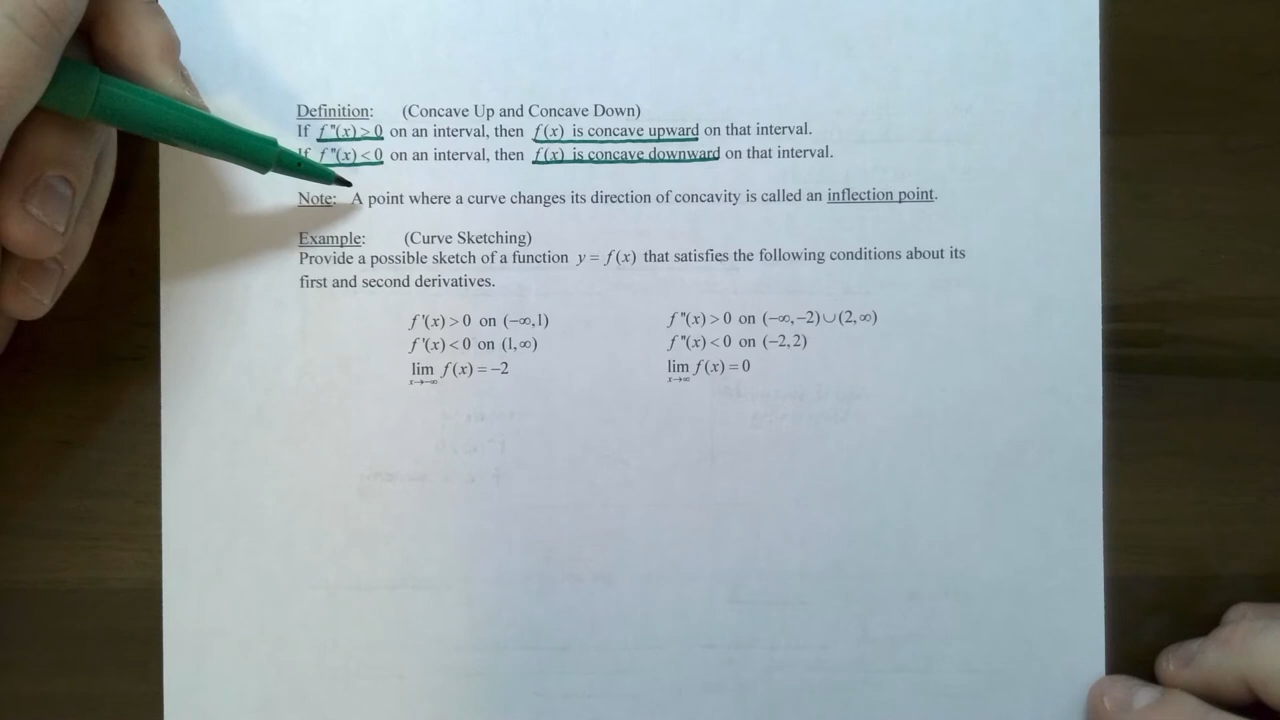 Definition: (Concave Up and Concave Down)
If f"(x) > 0 on an interval, then f(x) is concave upward on that interval.
If f"(x) < 0 on an interval, then f(x) is concave downward on that interval.
Note: A point where a curve changes its direction of concavity is called an inflection point.
Example: (Curve Sketching)
Provide a possible sketch of a function y = f(x) that satisfies the following conditions about its
first and second derivatives.
f'(x) > 0 on (−∞,1) f"(x) > 0 on (−∞,−2)∪(2,∞)
f'(x) < 0 on (1,∞) f"(x) < 0 on (−2,2)
lim f(x) = −2 lim f(x) = 0
x→−∞ x→∞